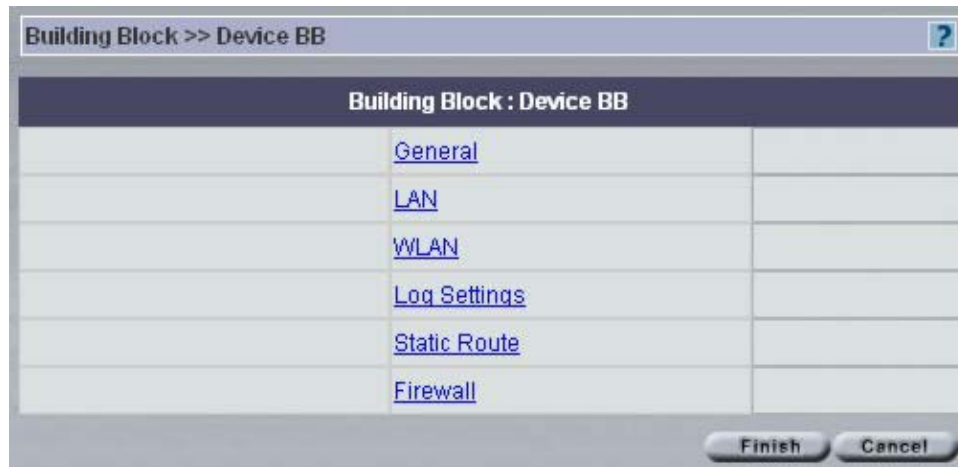 Building Block >> Device BB ?
Building Block : Device BB
General
LAN
WLAN
Log Settings
Static Route
Firewall
Finish Cancel